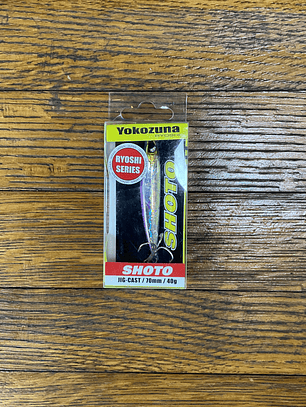 Yokozuna
RYOSHI
SERIES
SHOTO
SHOTO
JIG-CAST / 70mm / 40g